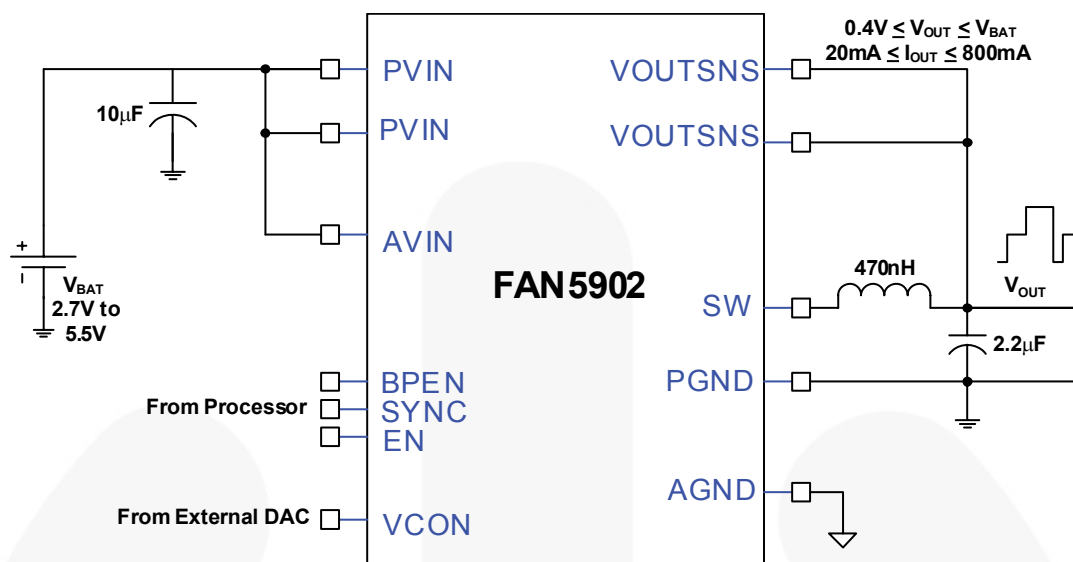 0.4V ≤ VOUT ≤ VBAT
20mA ≤ IOUT ≤ 800mA
PVIN
VOUTSNS
10μF
PVIN
VOUTSNS
AVIN
+
FAN5902
470nH
VBAT
2.7V to
5.5V
SW
VOUT
2.2μF
BPEN
PGND
From Processor
SYNC
EN
AGND
From External DAC
VCON